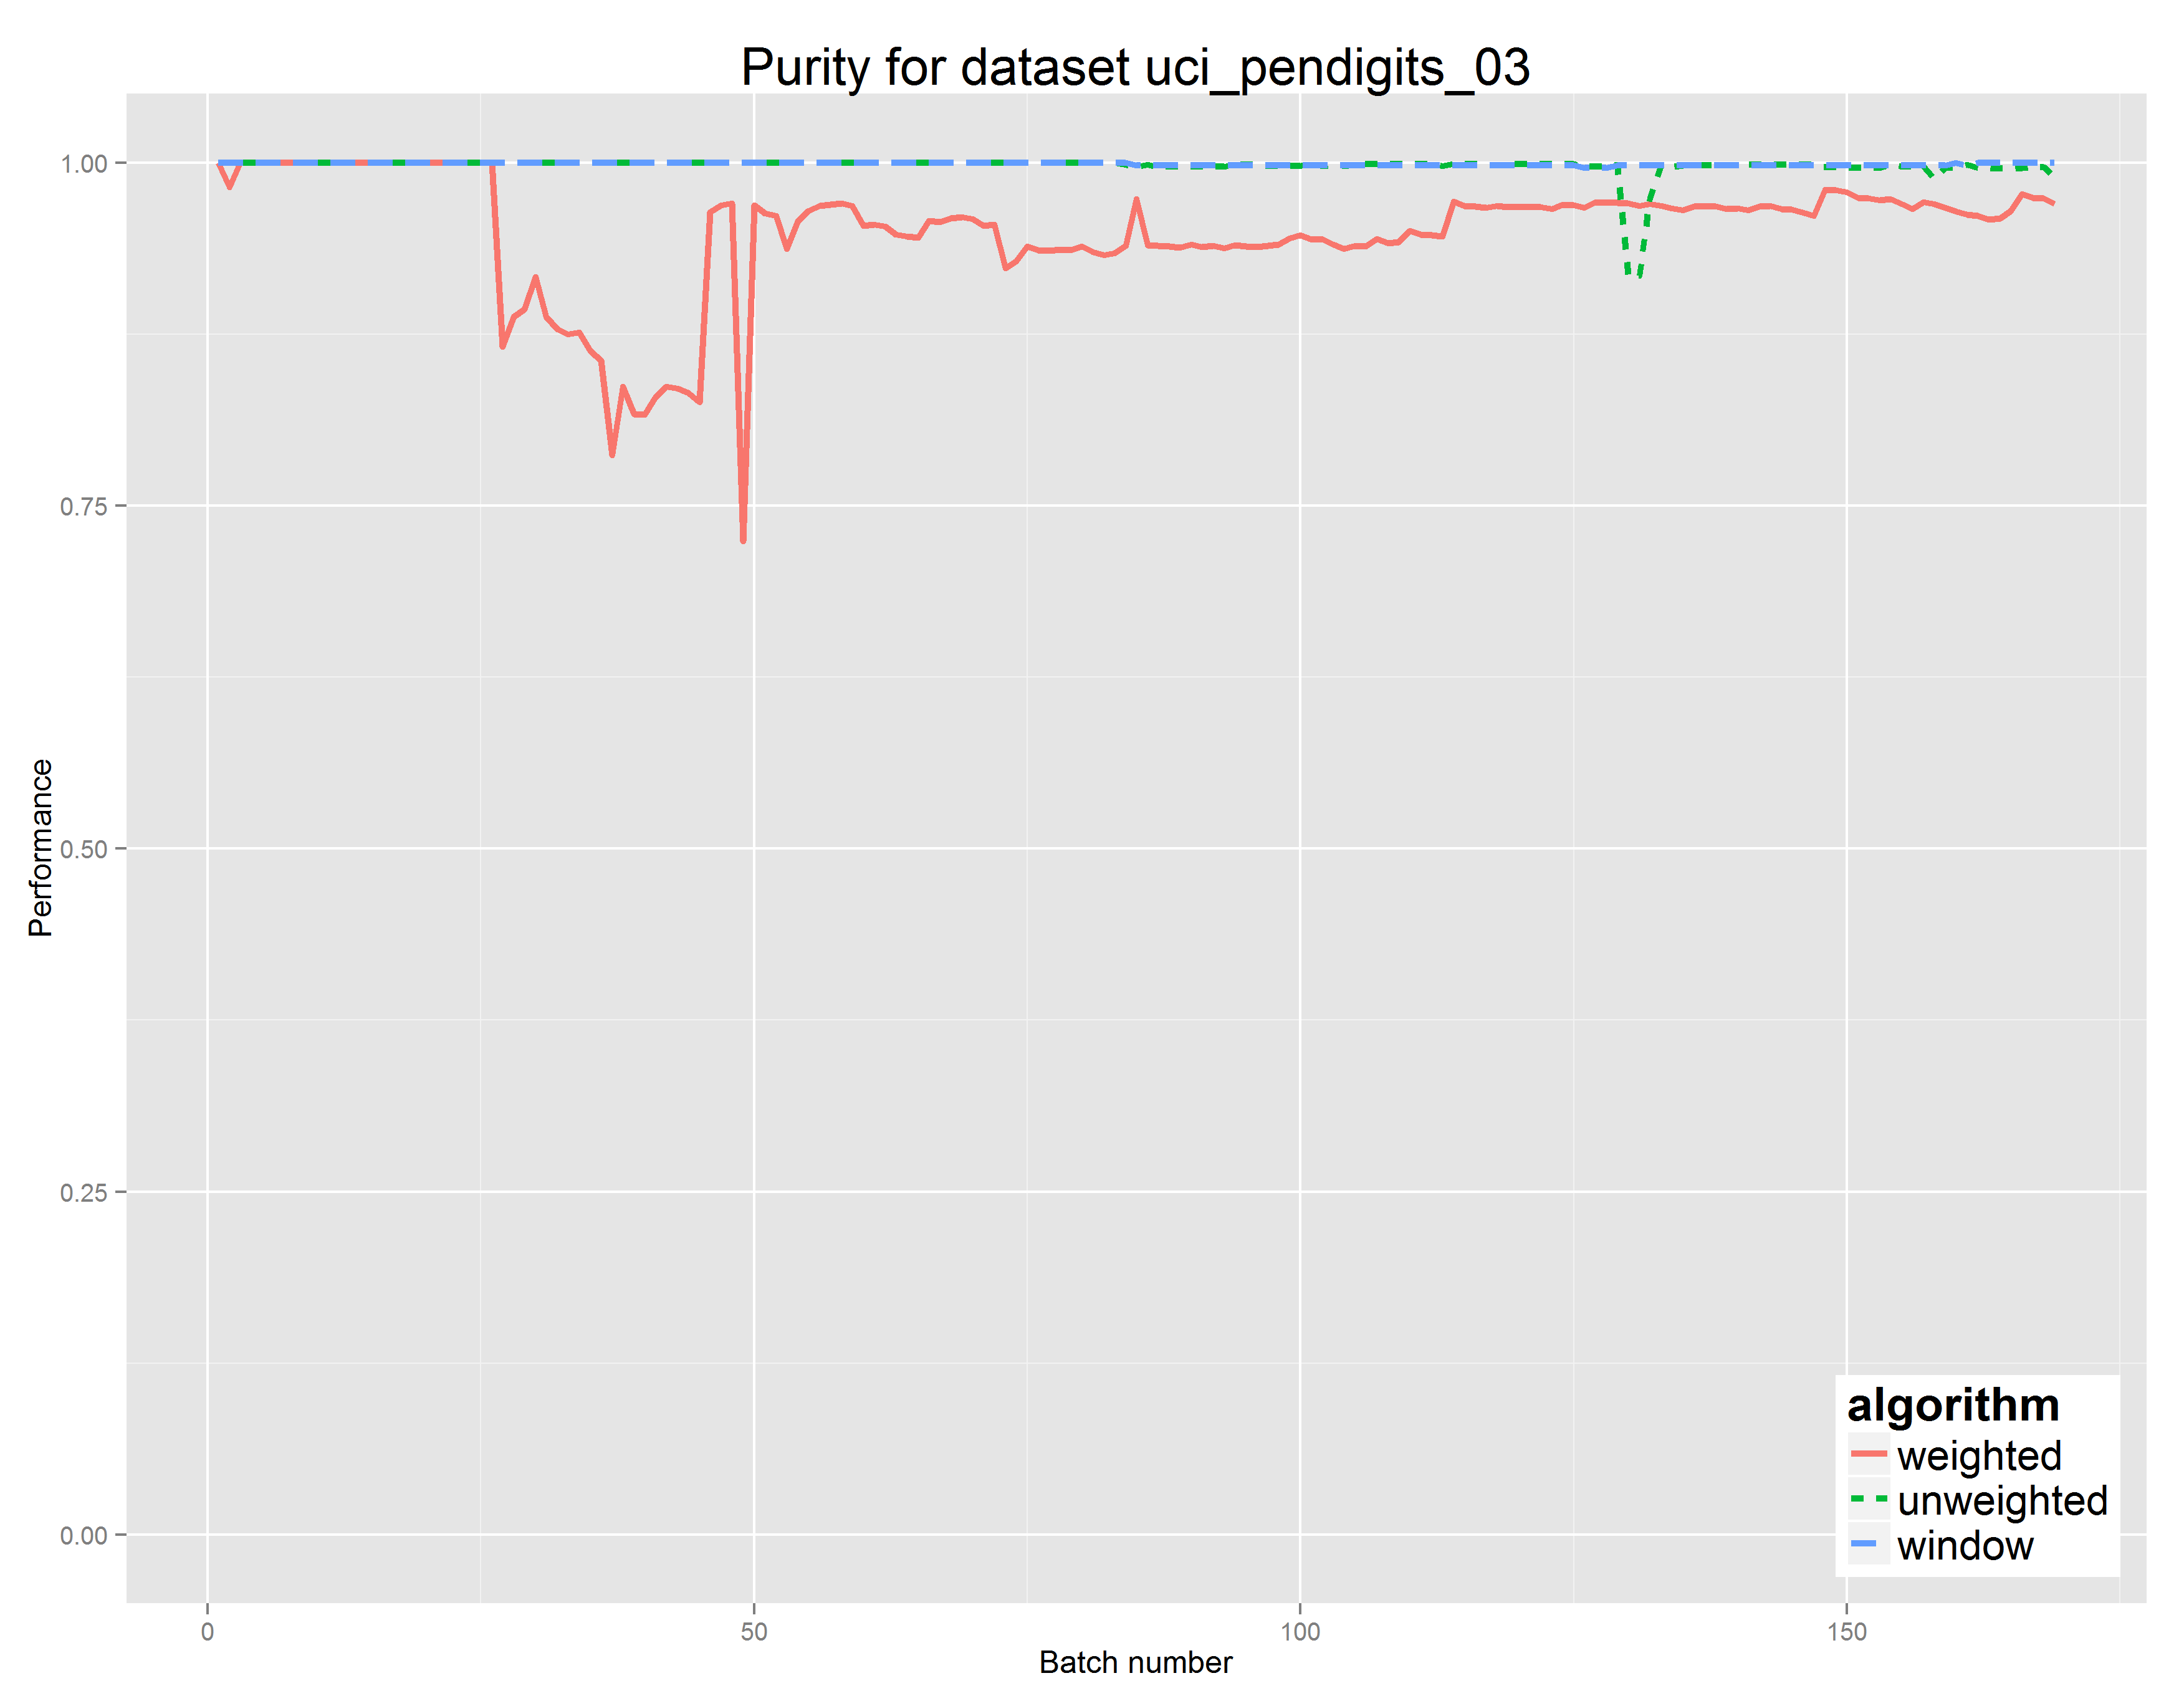 Purity for dataset uci_pendigits_03
1.00
0.75
0.50
0.25
0.00
Performance
0
50
100
150
Batch number
algorithm
weighted
unweighted
window